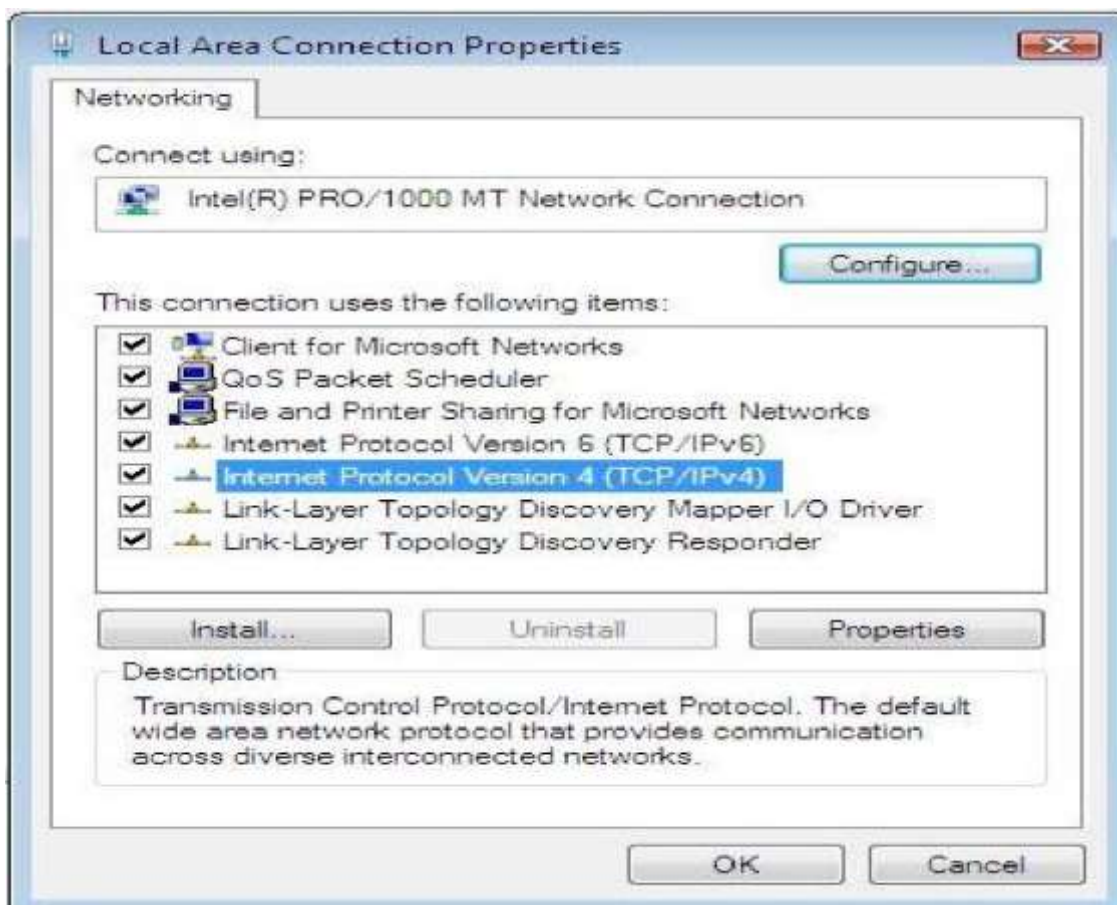 Local Area Connection Properties
Networking
Connect using:
Intel(R) PRO/1000 MT Network Connection
Configure...
This connection uses the following items:
Client for Microsoft Networks
QoS Packet Scheduler
File and Printer Sharing for Microsoft Networks
Internet Protocol Version 6 (TCP/IPv6)
Internet Protocol Version 4 (TCP/IPv4)
Link-Layer Topology Discovery Mapper I/O Driver
Link-Layer Topology Discovery Responder
Install... Uninstall Properties
Description
Transmission Control Protocol/Internet Protocol. The default
wide area network protocol that provides communication
across diverse interconnected networks.
OK Cancel